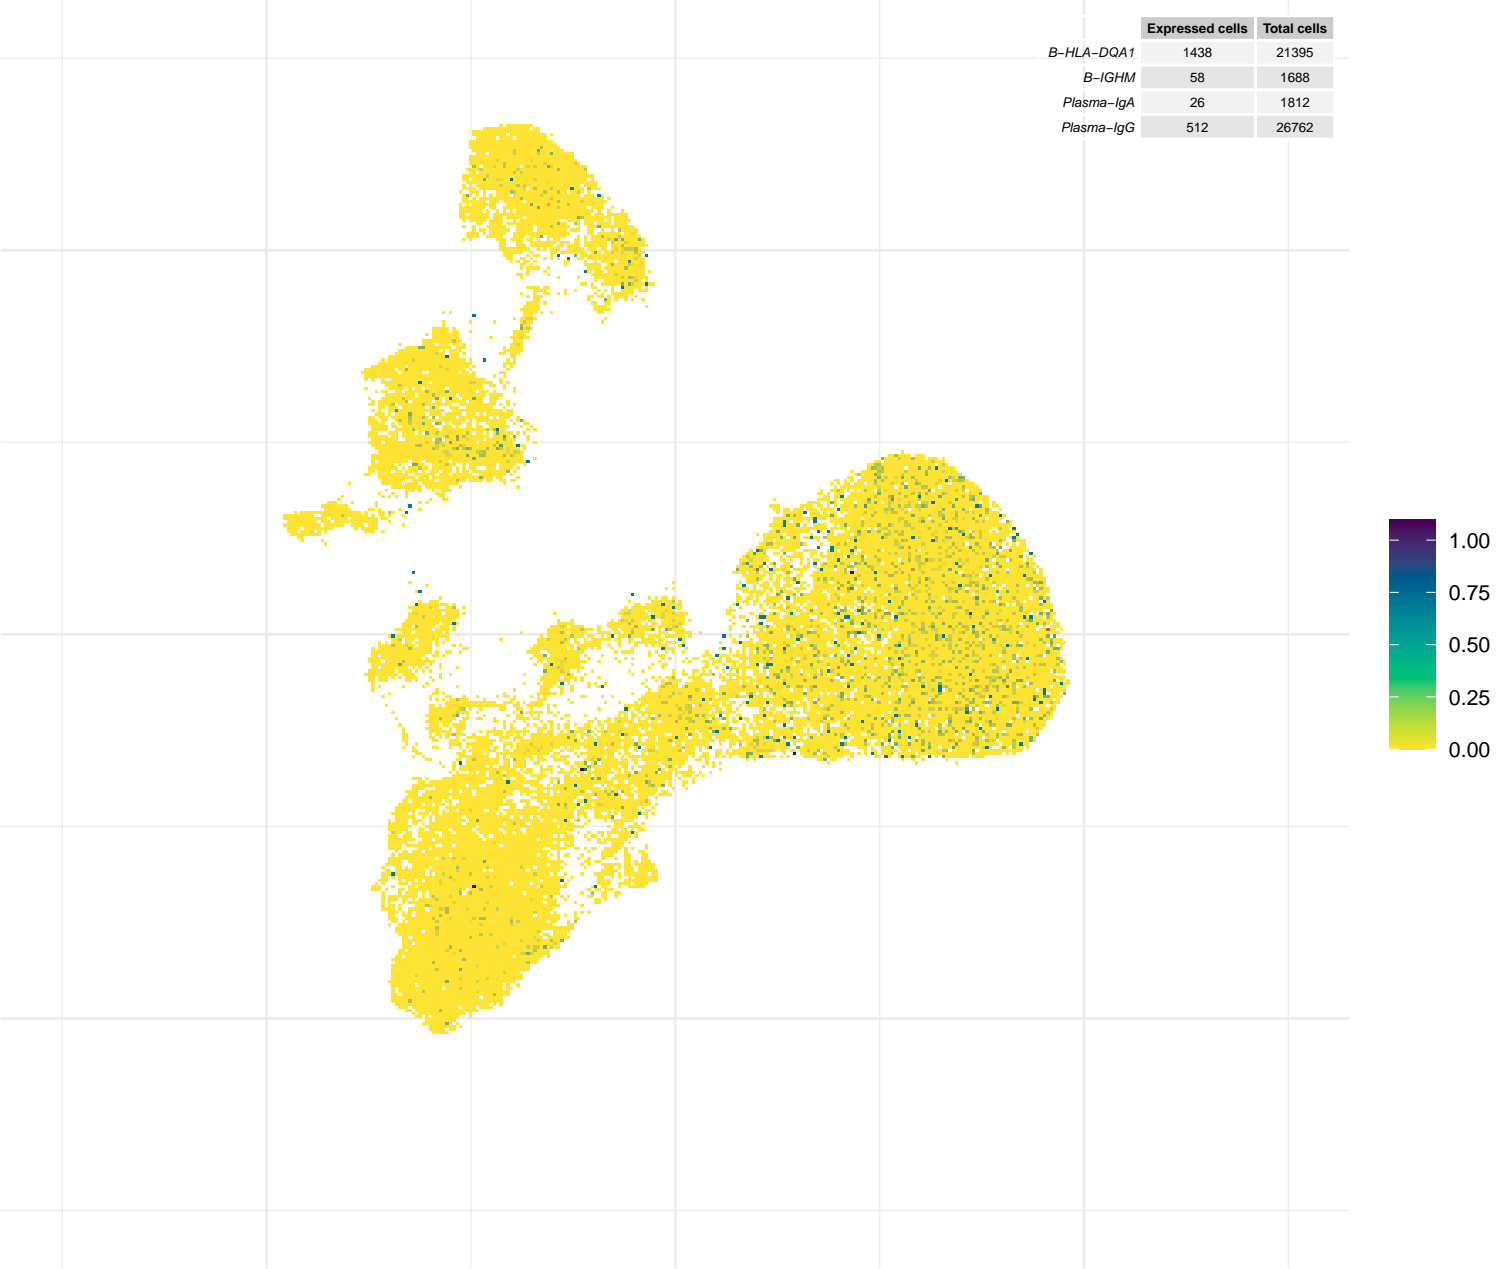 Expressed cells Total cells
B−HLA−DQA1 1438 21395
B−IGHM 58 1688
Plasma−IgA 26 1812
Plasma−IgG 512 26762
1.00
0.75
0.50
0.25
0.00